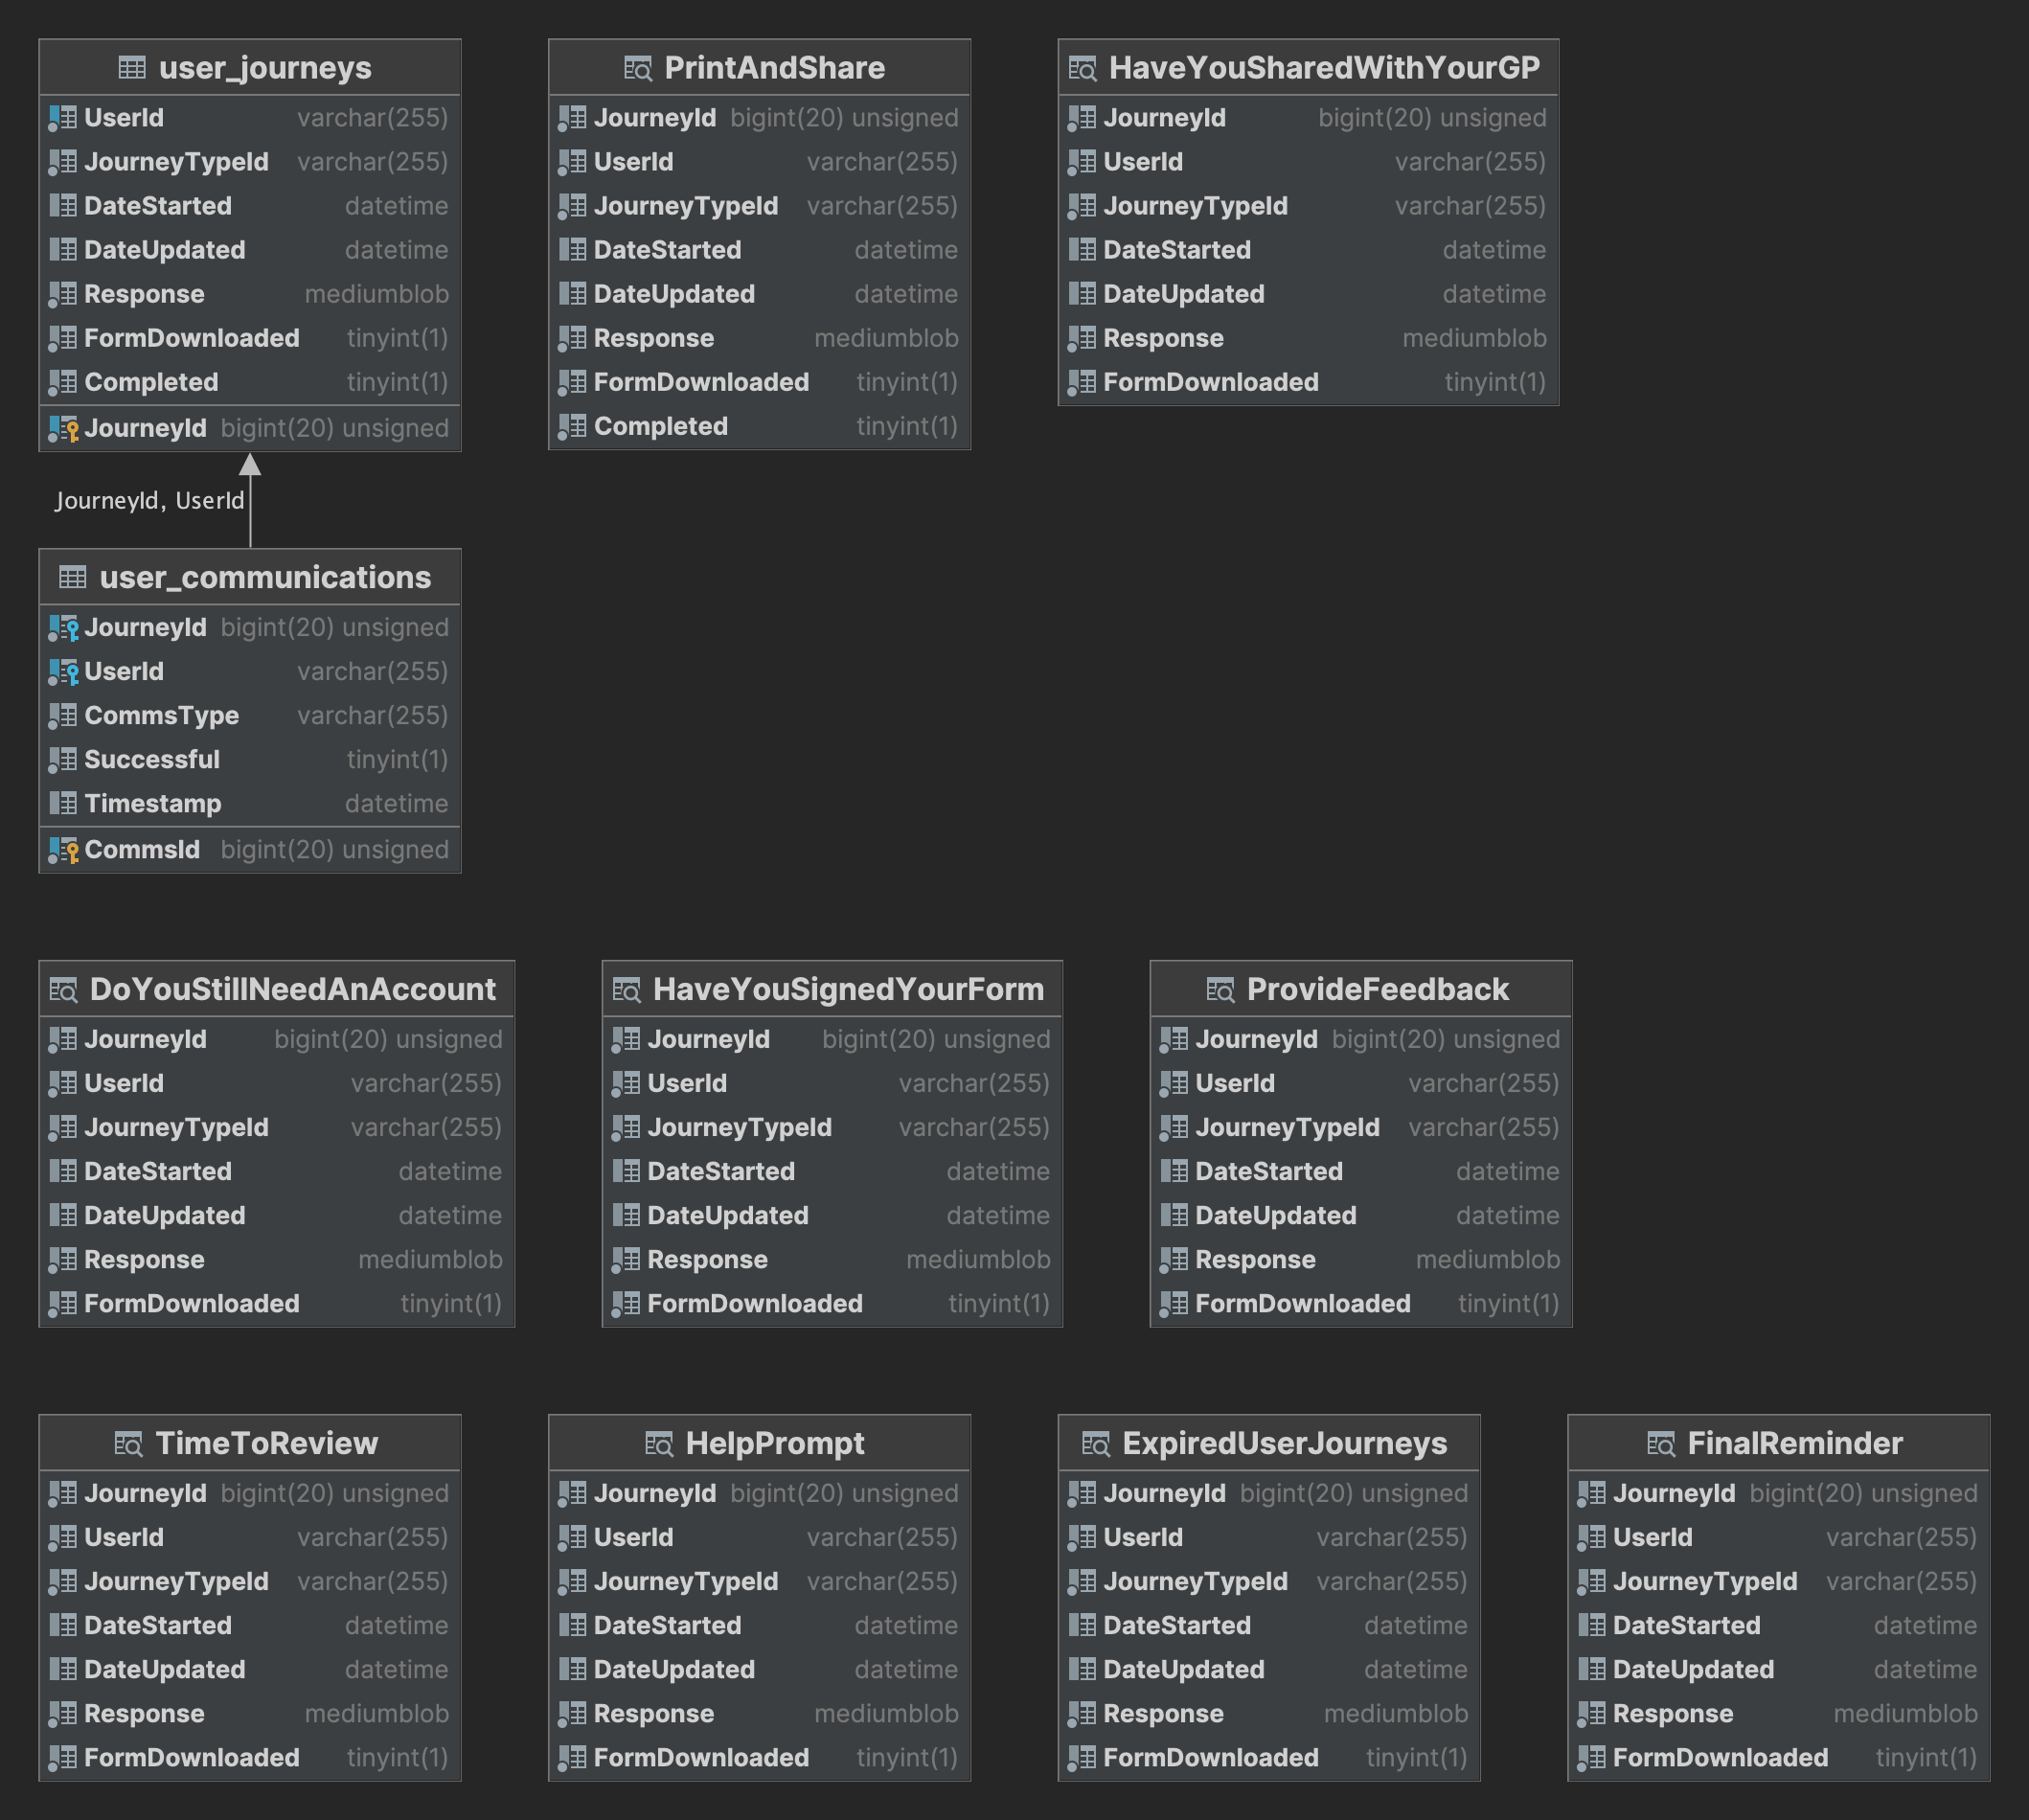 user_journeys
UserId varchar(255)
JourneyTypeId varchar(255)
DateStarted datetime
DateUpdated datetime
Response mediumblob
FormDownloaded tinyint(1)
Completed tinyint(1)
JourneyId bigint(20) unsigned
PrintAndShare
JourneyId bigint(20) unsigned
UserId varchar(255)
JourneyTypeId varchar(255)
DateStarted datetime
DateUpdated datetime
Response mediumblob
FormDownloaded tinyint(1)
Completed tinyint(1)
HaveYouSharedWithYourGP
JourneyId bigint(20) unsigned
UserId varchar(255)
JourneyTypeId varchar(255)
DateStarted datetime
DateUpdated datetime
Response mediumblob
FormDownloaded tinyint(1)
JourneyId, UserId
user_communications
JourneyId bigint(20) unsigned
UserId varchar(255)
CommsType varchar(255)
Successful tinyint(1)
Timestamp datetime
CommsId bigint(20) unsigned
DoYouStillNeedAnAccount
JourneyId bigint(20) unsigned
UserId varchar(255)
JourneyTypeId varchar(255)
DateStarted datetime
DateUpdated datetime
Response mediumblob
FormDownloaded tinyint(1)
HaveYouSignedYourForm
JourneyId bigint(20) unsigned
UserId varchar(255)
JourneyTypeId varchar(255)
DateStarted datetime
DateUpdated datetime
Response mediumblob
FormDownloaded tinyint(1)
ProvideFeedback
JourneyId bigint(20) unsigned
UserId varchar(255)
JourneyTypeId varchar(255)
DateStarted datetime
DateUpdated datetime
Response mediumblob
FormDownloaded tinyint(1)
TimeToReview
JourneyId bigint(20) unsigned
UserId varchar(255)
JourneyTypeId varchar(255)
DateStarted datetime
DateUpdated datetime
Response mediumblob
FormDownloaded tinyint(1)
HelpPrompt
JourneyId bigint(20) unsigned
UserId varchar(255)
JourneyTypeId varchar(255)
DateStarted datetime
DateUpdated datetime
Response mediumblob
FormDownloaded tinyint(1)
ExpiredUserJourneys
JourneyId bigint(20) unsigned
UserId varchar(255)
JourneyTypeId varchar(255)
DateStarted datetime
DateUpdated datetime
Response mediumblob
FormDownloaded tinyint(1)
FinalReminder
JourneyId bigint(20) unsigned
UserId varchar(255)
JourneyTypeId varchar(255)
DateStarted datetime
DateUpdated datetime
Response mediumblob
FormDownloaded tinyint(1)